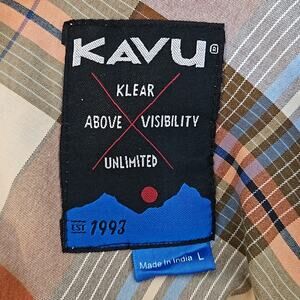 KAVU®
KLEAR
ABOVE VISIBILITY
UNLIMITED
EST 1993
Made in India L